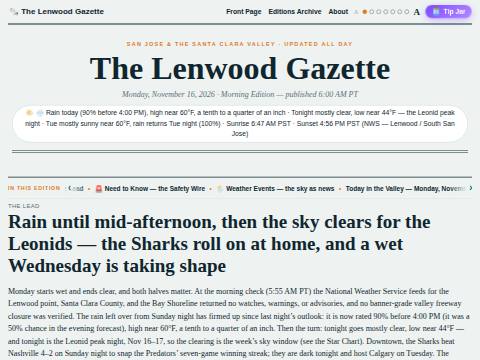 The Lenwood Gazette
Front Page Editions Archive About A A Tip Jar
SAN JOSE & THE SANTA CLARA VALLEY · UPDATED ALL DAY
The Lenwood Gazette
Monday, November 16, 2026 · Morning Edition — published 6:00 AM PT
Rain today (90% before 4:00 PM), high near 60°F, a tenth to a quarter of an inch · Tonight mostly cloudy, low near 44°F — the Leonid peak
night · Tue mostly sunny near 60°F, rain returns Tue night (100%) · Sunrise 6:47 AM PST · Sunset 4:56 PM PST (NWS — Lenwood / South San
Jose)
IN THIS EDITION Lead • Need to Know — the Safety Wire • Weather Events — the sky as news • Today in the Valley — Monday, Novem
THE LEAD
Rain until mid-afternoon, then the sky clears for the
Leonids — the Sharks roll on at home, and a wet
Wednesday is taking shape
Monday starts wet and ends clear, and both halves matter. At the morning check (5:55 AM PT) the National Weather Service feeds for the
Lenwood point, Santa Clara County, and the Bay Shoreline returned no watches, warnings, or advisories, and no banner-grade valley freeway
closure was verified. The rain left over from Sunday night has firmed up since last night's outlook: it is now rated 90% before 4:00 PM (it was a
50% chance in the evening forecast), high near 60°F, a tenth to a quarter of an inch. Then the turn: tonight goes mostly cloudy, low near 44°F —
and tonight is the Leonid peak night, Nov 16–17, so the clearing is the week's sky window (see the Star Chart). Downtown, the Sharks beat
Nashville 4–2 on Sunday night to snap the Predators' seven-game winning streak; they are dark tonight and host Calgary on Tuesday. The